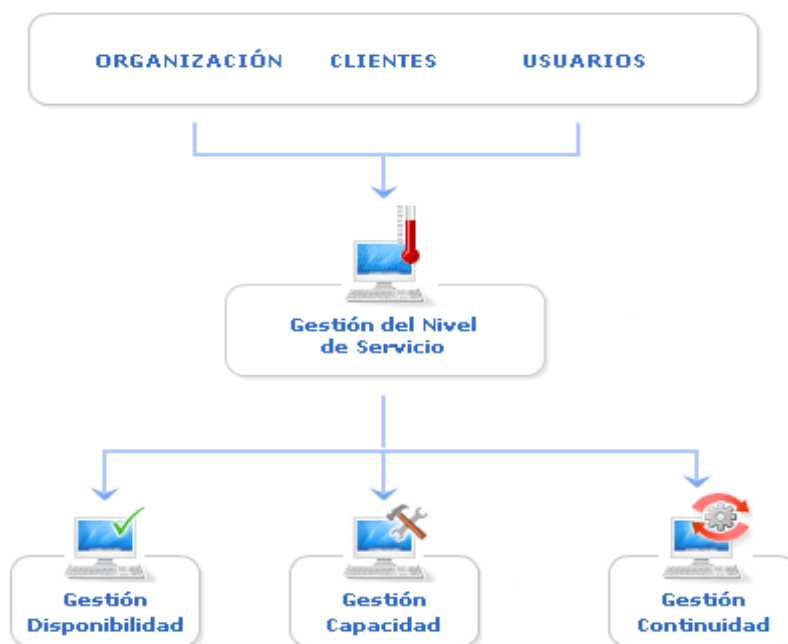 ORGANIZACIÓN CLIENTES USUARIOS
Gestión del Nivel
de Servicio
Gestión
Disponibilidad
Gestión
Capacidad
Gestión
Continuidad